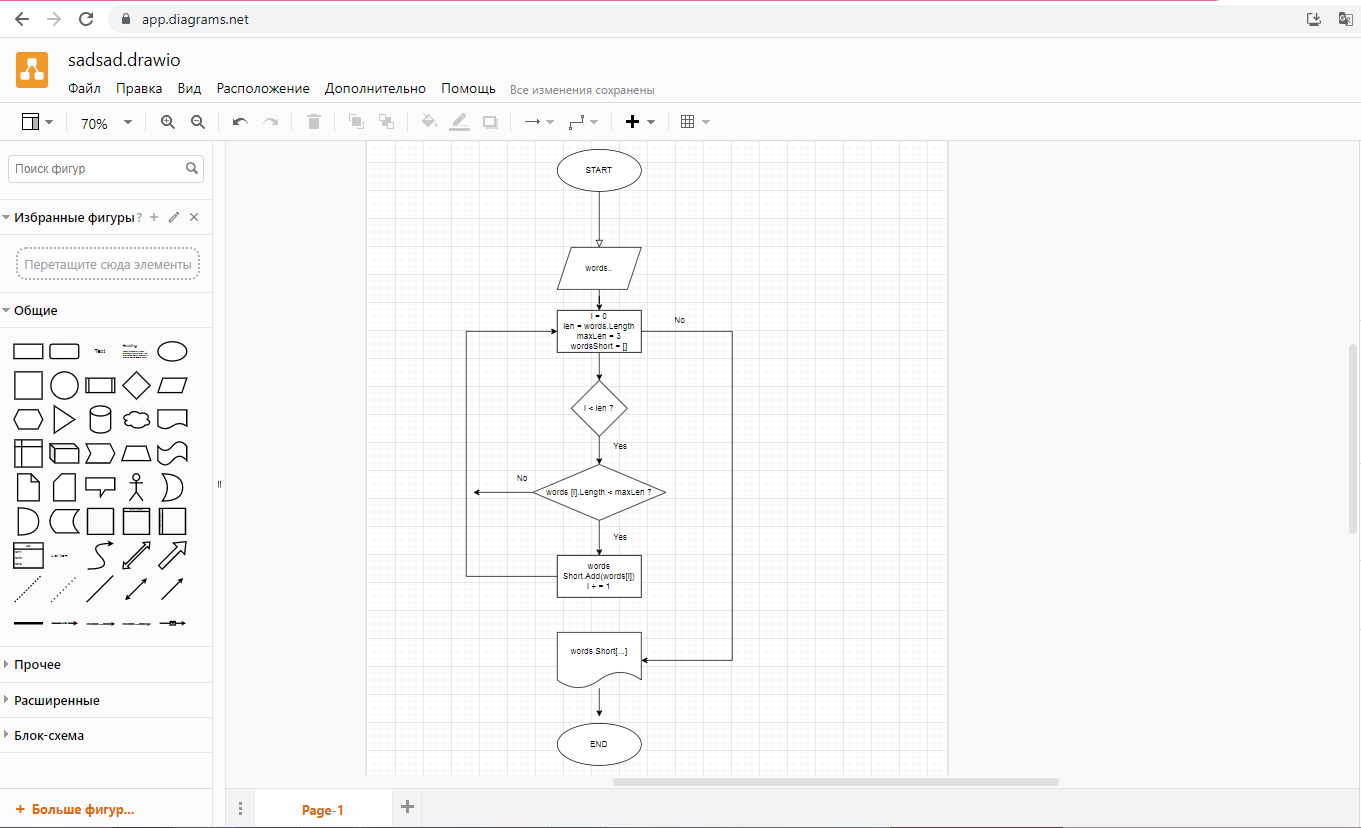 app.diagrams.net
sadsad.drawio
Файл Правка Вид Расположение Дополнительно Помощь Все изменения сохранены
70%
Поиск фигур
Избранные фигуры ?
Перетащите сюда элементы
Общие
Text
Heading
List Item
Прочее
Расширенные
Блок-схема
+ Больше фигур...
START
words..
I = 0
len = words.Length
maxLen = 3
wordsShort = []
No
I < len ?
Yes
No
words [i].Length < maxLen ?
Yes
words
Short.Add(words[I])
I + = 1
words Short[...]
END
Page-1